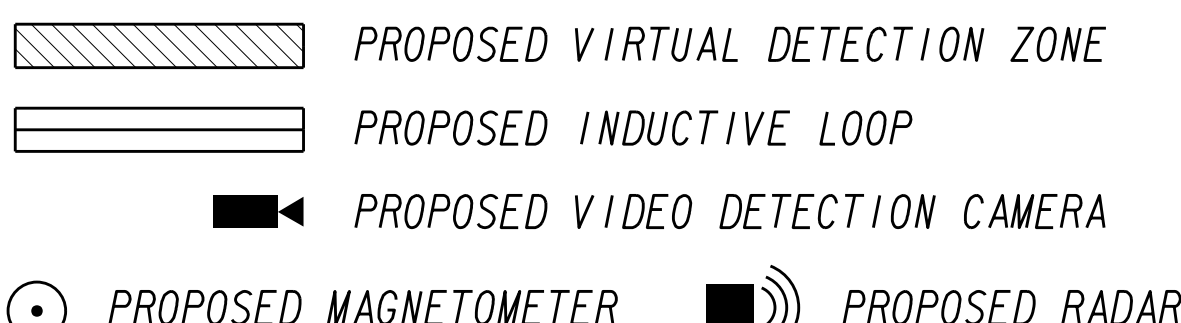 PROPOSED VIRTUAL DETECTION ZONE
PROPOSED INDUCTIVE LOOP
PROPOSED VIDEO DETECTION CAMERA
PROPOSED MAGNETOMETER PROPOSED RADAR